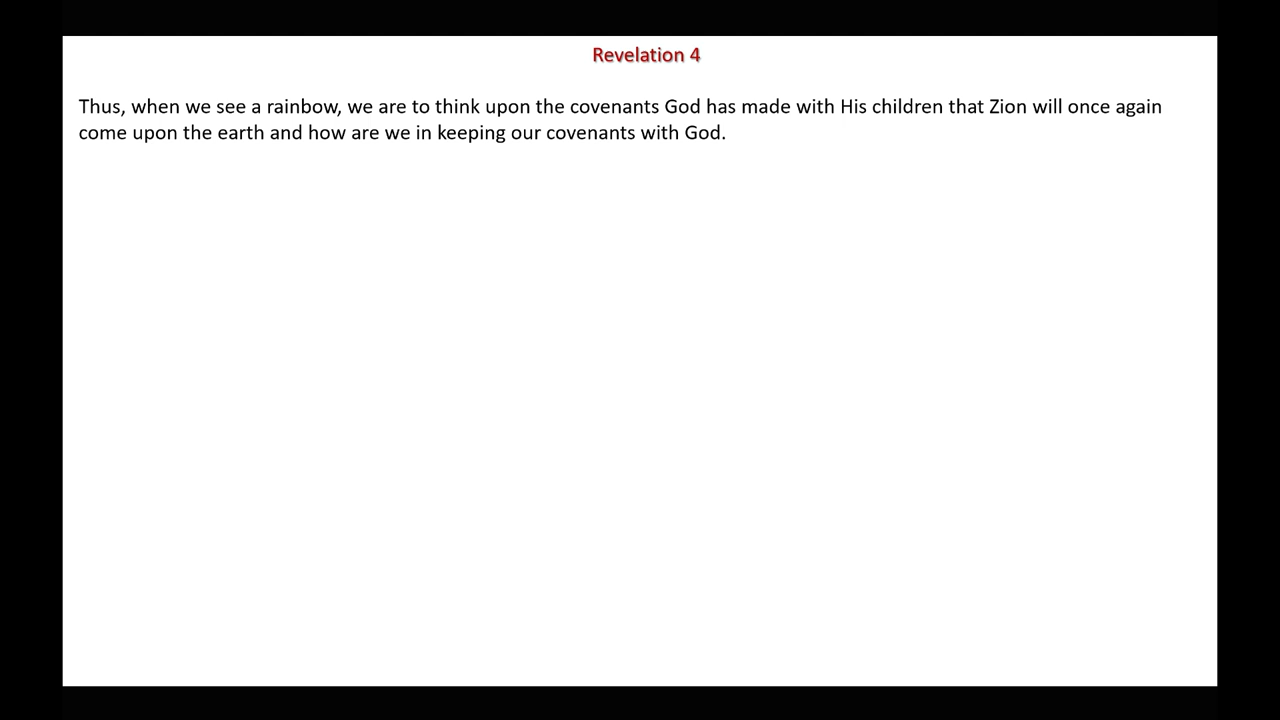 Revelation 4
Thus, when we see a rainbow, we are to think upon the covenants God has made with His children that Zion will once again
come upon the earth and how are we in keeping our covenants with God.